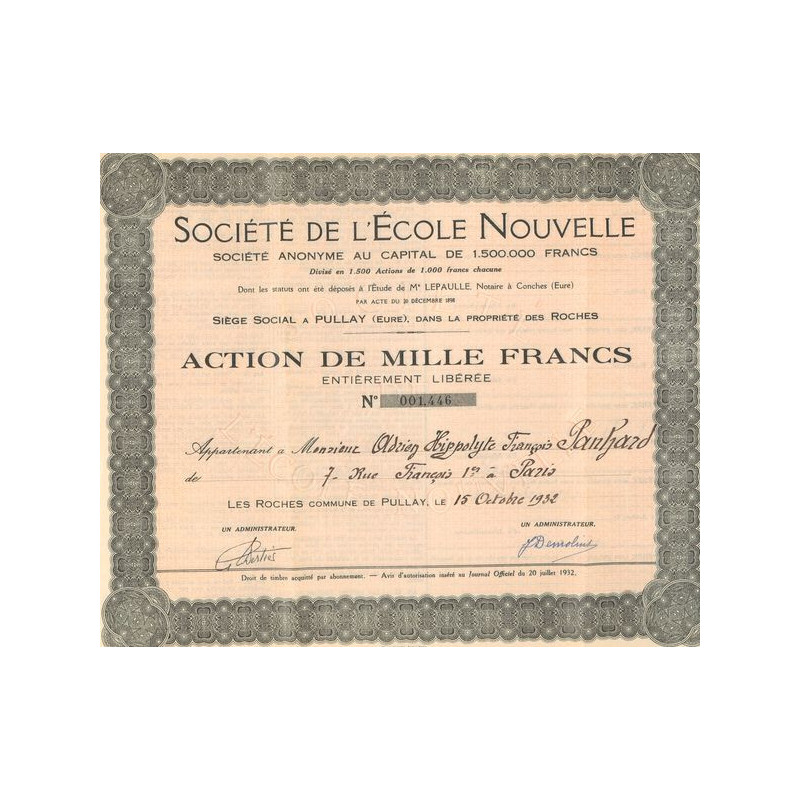 SOCIÉTÉ DE L'ÉCOLE NOUVELLE
SOCIÉTÉ ANONYME AU CAPITAL DE 1.500.000 FRANCS
Divisé en 1.500 Actions de 1.000 francs chacune
Dont les statuts ont été déposés à l'Étude de Mᵉ LEPAULLE, Notaire à Conches (Eure)
PAR ACTE DU 20 DÉCEMBRE 1898
SIÈGE SOCIAL A PULLAY (EURE), DANS LA PROPRIÉTÉ DES ROCHES
ACTION DE MILLE FRANCS
ENTIÈREMENT LIBÉRÉE
N° 001,446
Appartenant a Monsieur Adrien Hippolyte François Panhard
de 7- Rue François 1er à Paris
LES ROCHES COMMUNE DE PULLAY, LE 15 Octobre 1932
UN ADMINISTRATEUR. UN ADMINISTRATEUR.
Droit de timbre acquitté par abonnement. — Avis d'autorisation inséré au Journal Officiel du 20 juillet 1932.